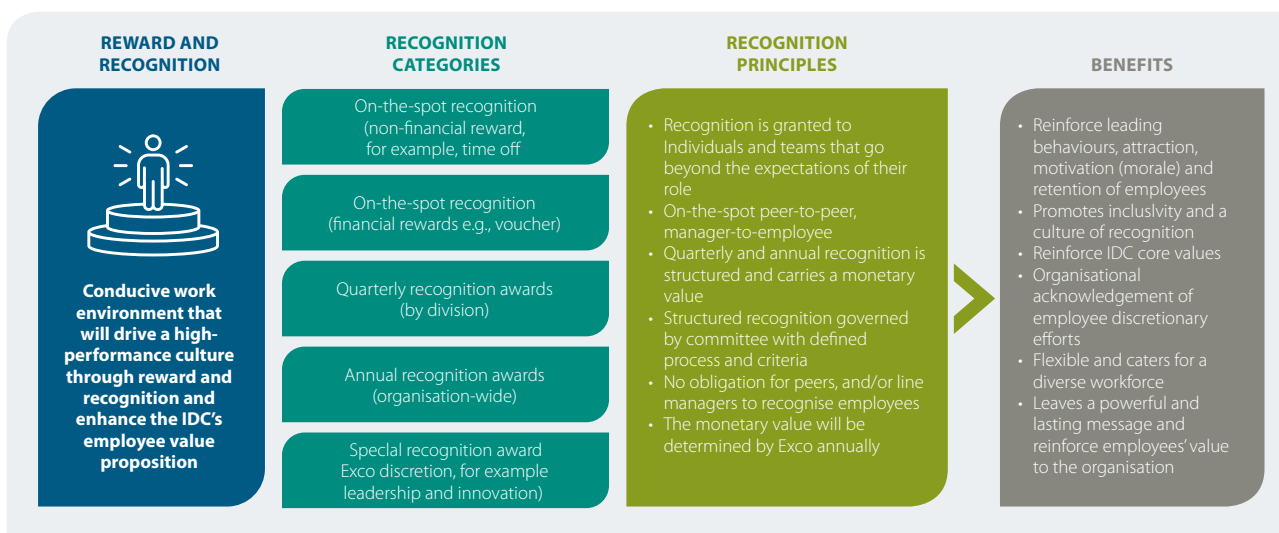 REWARD AND
RECOGNITION
Conducive work
environment that
will drive a high-
performance culture
through reward and
recognition and
enhance the IDC’s
employee value
proposition
RECOGNITION
CATEGORIES
On-the-spot recognition
(non-financial reward,
for example, time off
On-the-spot recognition
(financial rewards e.g., voucher)
Quarterly recognition awards
(by division)
Annual recognition awards
(organisation-wide)
Special recognition award
Exco discretion, for example
leadership and innovation)
RECOGNITION
PRINCIPLES
• Recognition is granted to
Individuals and teams that go
beyond the expectations of their
role
• On-the-spot peer-to-peer,
manager-to-employee
• Quarterly and annual recognition is
structured and carries a monetary
value
• Structured recognition governed
by committee with defined
process and criteria
• No obligation for peers, and/or line
managers to recognise employees
• The monetary value will be
determined by Exco annually
BENEFITS
• Reinforce leading
behaviours, attraction,
motivation (morale) and
retention of employees
• Promotes inclusIvity and a
culture of recognition
• Reinforce IDC core values
• Organisational
acknowledgement of
employee discretionary
efforts
• Flexible and caters for a
diverse workforce
• Leaves a powerful and
lasting message and
reinforce employees’ value
to the organisation